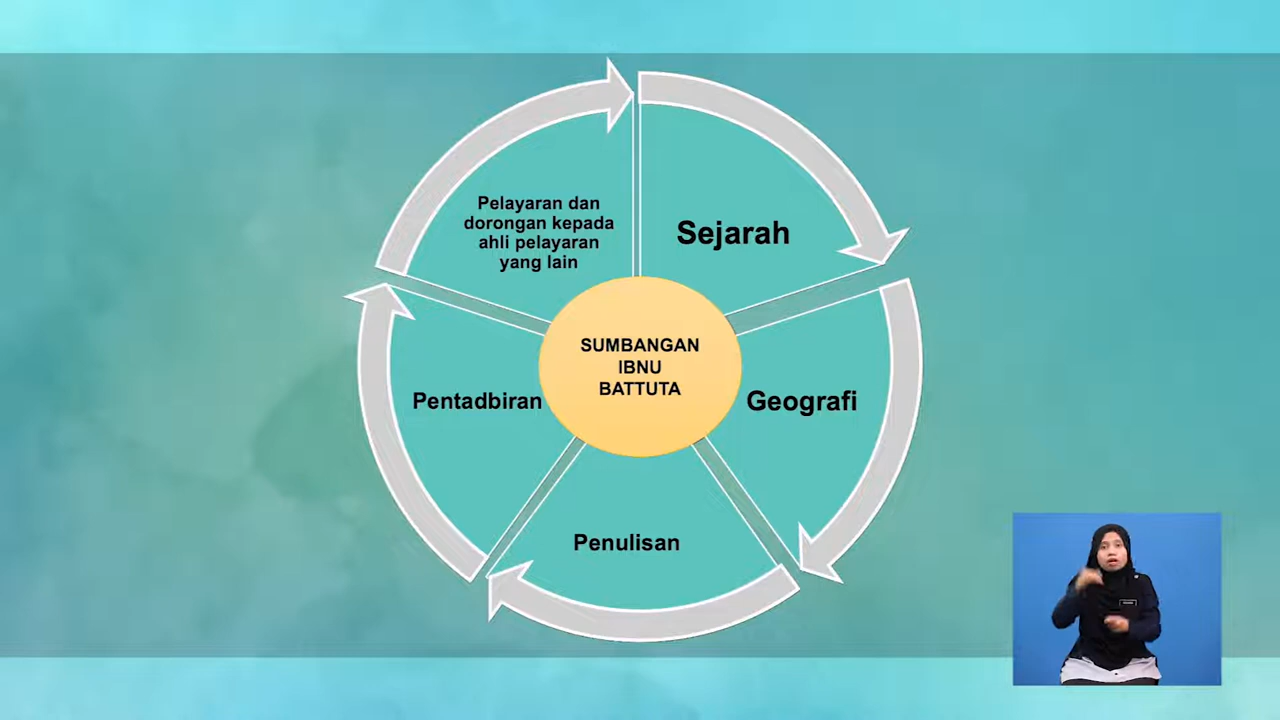 Pelayaran dan
dorongan kepada
ahli pelayaran
yang lain
Sejarah
SUMBANGAN
IBNU
BATTUTA
Pentadbiran
Geografi
Penulisan